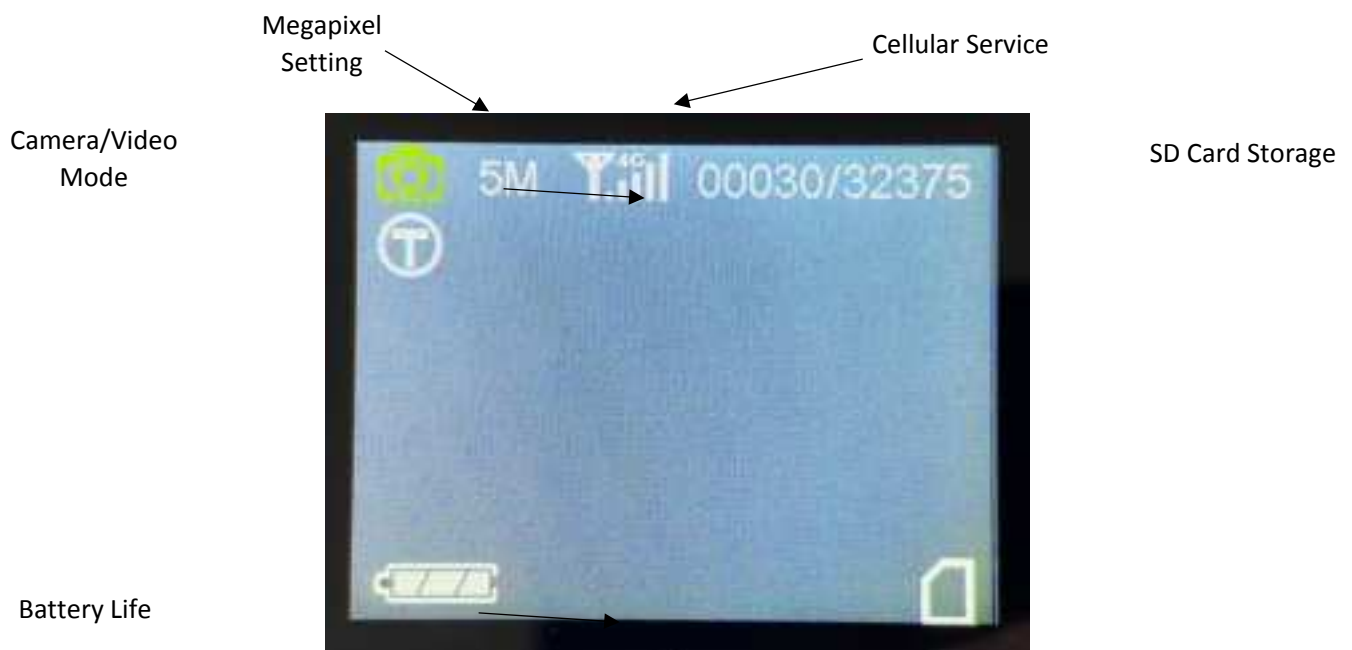 Megapixel
Setting
Cellular Service
Camera/Video
Mode
SD Card Storage
5M 4G 00030/32375
T
Battery Life